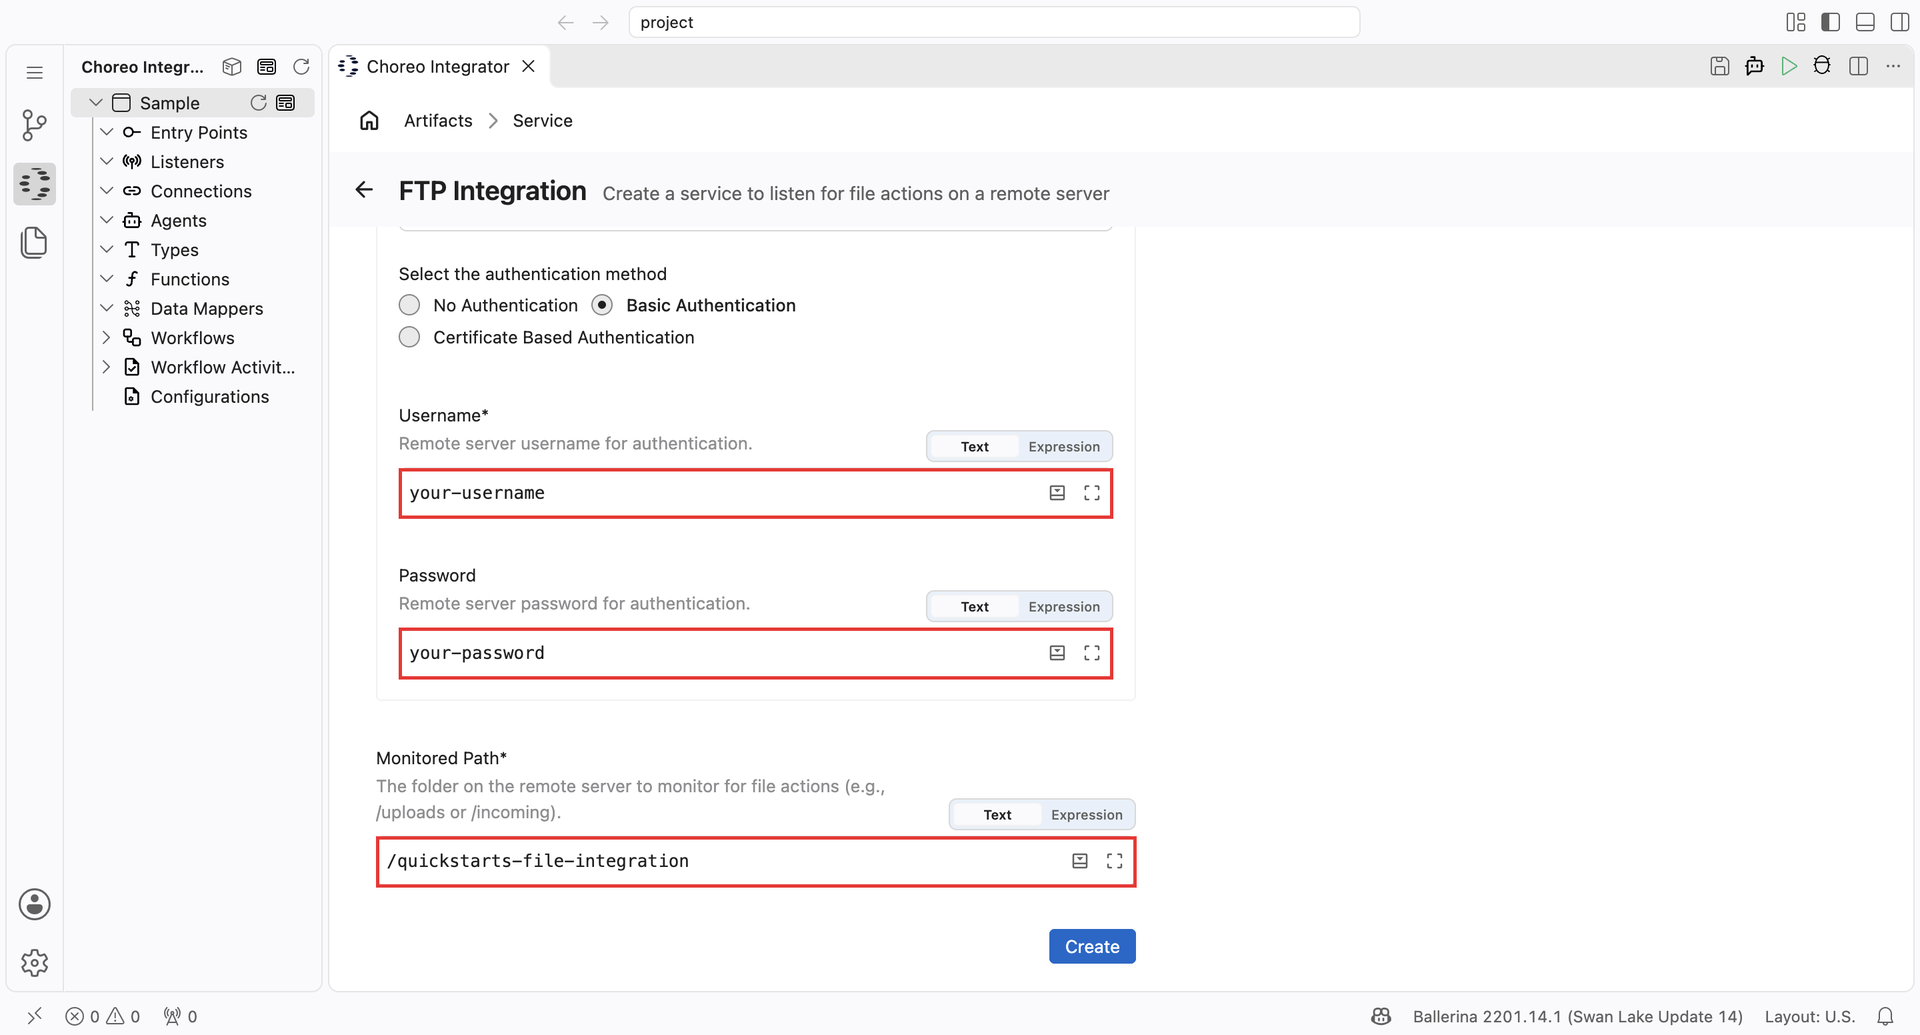 project
Choreo Integr...
Choreo Integrator
Sample
Entry Points
Listeners
Connections
Agents
Types
Functions
Data Mappers
Workflows
Workflow Activit...
Configurations
Artifacts
Service
FTP Integration
Create a service to listen for file actions on a remote server
Select the authentication method
No Authentication
Basic Authentication
Certificate Based Authentication
Username*
Remote server username for authentication.
Text
Expression
your-username
Password
Remote server password for authentication.
Text
Expression
your-password
Monitored Path*
The folder on the remote server to monitor for file actions (e.g.,
/uploads or /incoming).
Text
Expression
/quickstarts-file-integration
Create
0
0
0
Ballerina 2201.14.1 (Swan Lake Update 14)
Layout: U.S.